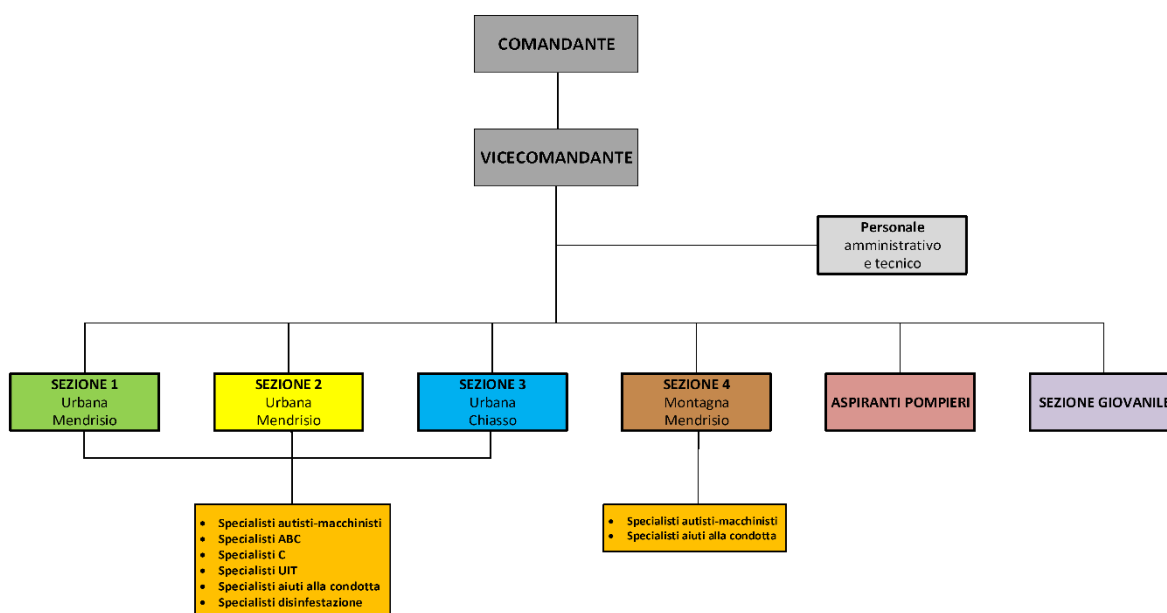 COMANDANTE
VICECOMANDANTE
Personale
amministrativo
e tecnico
SEZIONE 1
Urbana
Mendrisio
SEZIONE 2
Urbana
Mendrisio
SEZIONE 3
Urbana
Chiasso
SEZIONE 4
Montagna
Mendrisio
ASPIRANTI POMPIERI
SEZIONE GIOVANILE
• Specialisti autisti-macchinisti
• Specialisti ABC
• Specialisti C
• Specialisti UIT
• Specialisti aiuti alla condotta
• Specialisti disinfestazione
• Specialisti autisti-macchinisti
• Specialisti aiuti alla condotta